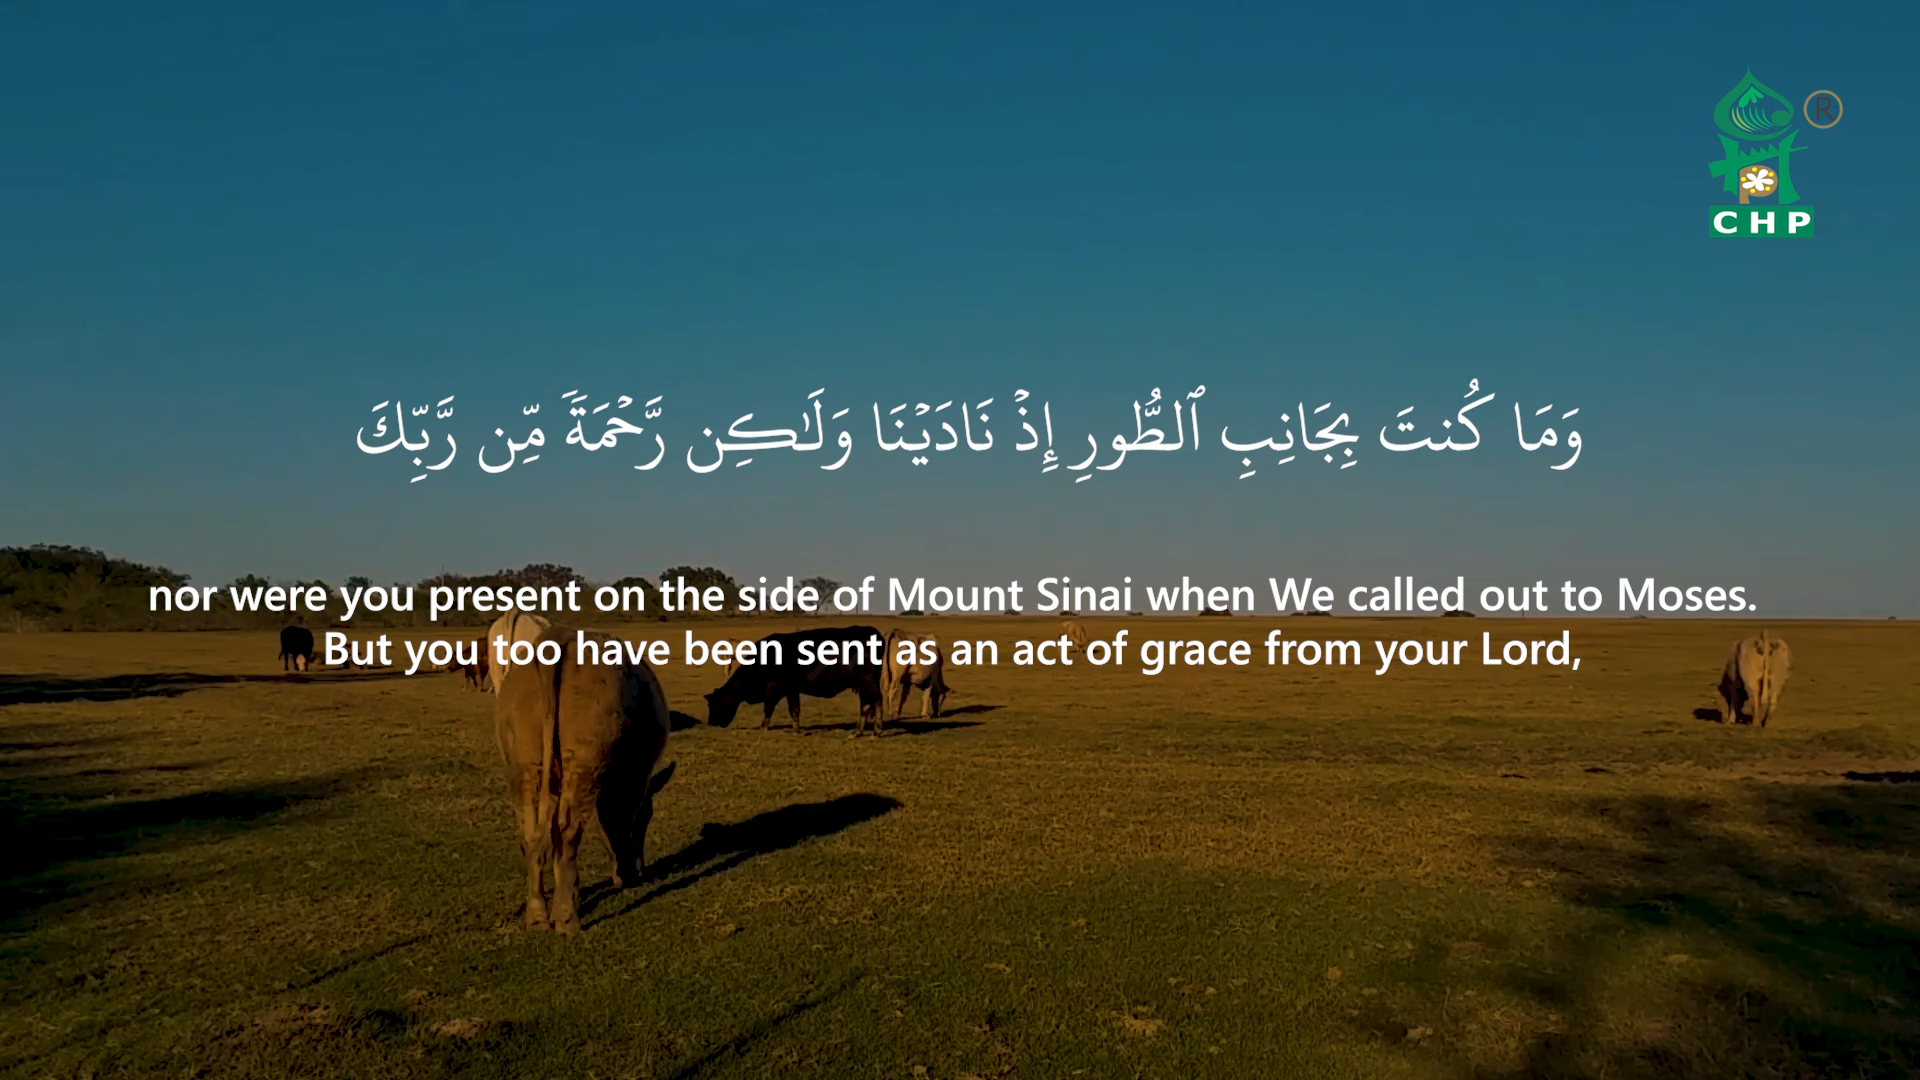 ®
CHP
وَمَا كُنتَ بِجَانِبِ ٱلطُّورِ إِذْ نَادَيْنَا وَلَـٰكِن رَّحْمَةً مِّن رَّبِّكَ
nor were you present on the side of Mount Sinai when We called out to Moses.
But you too have been sent as an act of grace from your Lord,